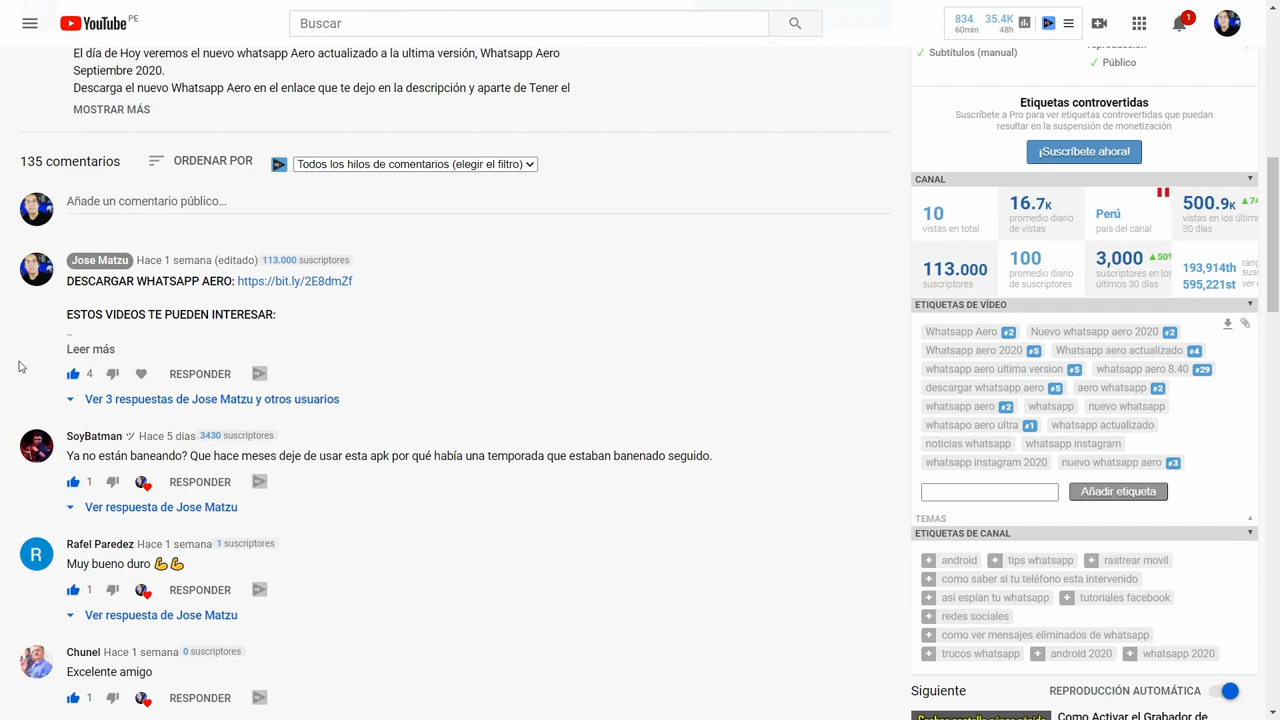 YouTube PE
Buscar
834 60min
35.4K 48h
1
El día de Hoy veremos el nuevo whatsapp Aero actualizado a la ultima versión, Whatsapp Aero
Septiembre 2020.
Descarga el nuevo Whatsapp Aero en el enlace que te dejo en la descripción y aparte de Tener el
MOSTRAR MÁS
135 comentarios
ORDENAR POR
Todos los hilos de comentarios (elegir el filtro)
Añade un comentario público...
Jose Matzu Hace 1 semana (editado) 113.000 suscriptores
DESCARGAR WHATSAPP AERO: https://bit.ly/2E8dmZf
ESTOS VIDEOS TE PUEDEN INTERESAR:
...
Leer más
4 RESPONDER
Ver 3 respuestas de Jose Matzu y otros usuarios
SoyBatman ツ Hace 5 días 3430 suscriptores
Ya no están baneando? Que hace meses deje de usar esta apk por qué había una temporada que estaban banenado seguido.
1 RESPONDER
Ver respuesta de Jose Matzu
R
Rafel Paredez Hace 1 semana 1 suscriptores
Muy bueno duro 💪💪
1 RESPONDER
Ver respuesta de Jose Matzu
Chunel Hace 1 semana 0 suscriptores
Excelente amigo
1 RESPONDER
✓ Subtítulos (manual)
reproducción
✓ Público
Etiquetas controvertidas
Suscríbete a Pro para ver etiquetas controvertidas que puedan
resultar en la suspensión de monetización
¡Suscríbete ahora!
CANAL
10 vistas en total
16.7K promedio diario de vistas
Perú país del canal
500.9K vistas en los últimos 30 días
113.000 suscriptores
100 promedio diario de suscriptores
3,000 ▲50% suscriptores en los últimos 30 días
193,914th
595,221st
ETIQUETAS DE VÍDEO
Whatsapp Aero #2 Nuevo whatsapp aero 2020 #2
Whatsapp aero 2020 #5 Whatsapp aero actualizado #4
whatsapp aero ultima version #5 whatsapp aero 8.40 #29
descargar whatsapp aero #5 aero whatsapp #2
whatspp aero #2 whatspp nuevo whatspp
whatsapo aero ultra #1 whatsapp actualizado
noticias whatsapp whatsapp instagram
whatsapp instagram 2020 nuevo whatsapp aero #3
Añadir etiqueta
TEMAS
ETIQUETAS DE CANAL
+ android + tips whatsapp + rastrear movil
+ como saber si tu teléfono esta intervenido
+ asi espían tu whatsapp + tutoriales facebook
+ redes sociales
+ como ver mensajes eliminados de whatsapp
+ trucos whatsapp + android 2020 + whatsapp 2020
Siguiente
REPRODUCCIÓN AUTOMÁTICA
Como Activar el Grabador de